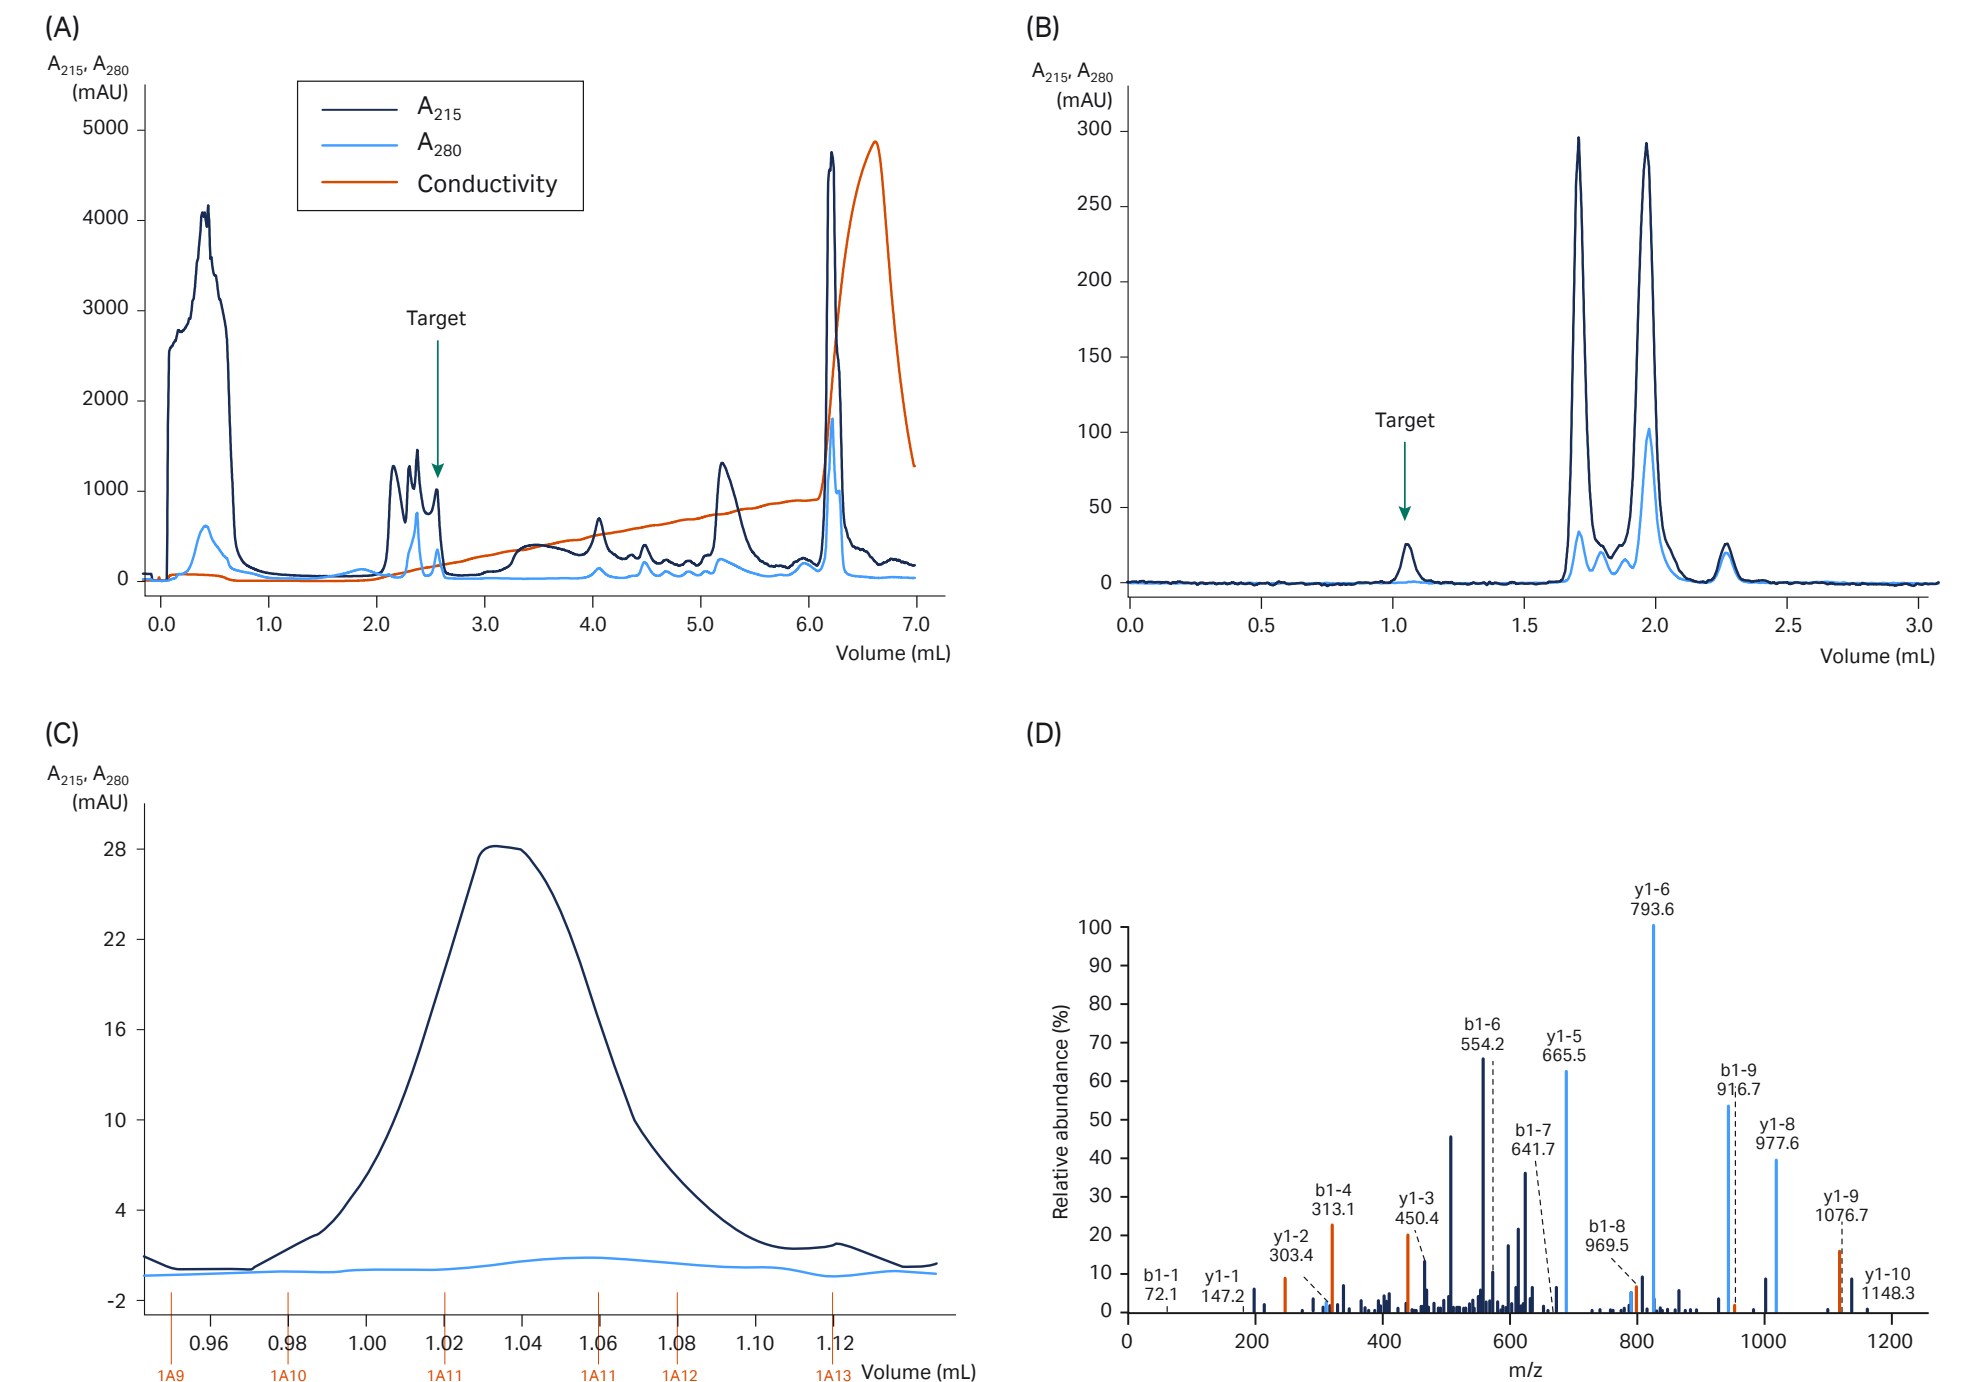 (A)
A215, A280
(mAU)
5000
4000
3000
2000
1000
0
A215
A280
Conductivity
Target
0.0 1.0 2.0 3.0 4.0 5.0 6.0 7.0
Volume (mL)
(B)
A215, A280
(mAU)
300
250
200
150
100
50
0
Target
0.0 0.5 1.0 1.5 2.0 2.5 3.0
Volume (mL)
(C)
A215, A280
(mAU)
28
22
16
10
4
-2
0.96 0.98 1.00 1.02 1.04 1.06 1.08 1.10 1.12
1A9 1A10 1A11 1A11 1A12 1A13
Volume (mL)
(D)
Relative abundance (%)
100
90
80
70
60
50
40
30
20
10
0
b1-1
72.1
y1-1
147.2
y1-2
303.4
b1-4
313.1
y1-3
450.4
b1-6
554.2
b1-7
641.7
y1-5
665.5
b1-8
969.5
y1-6
793.6
b1-9
916.7
y1-8
977.6
y1-9
1076.7
y1-10
1148.3
0 200 400 600 800 1000 1200
m/z